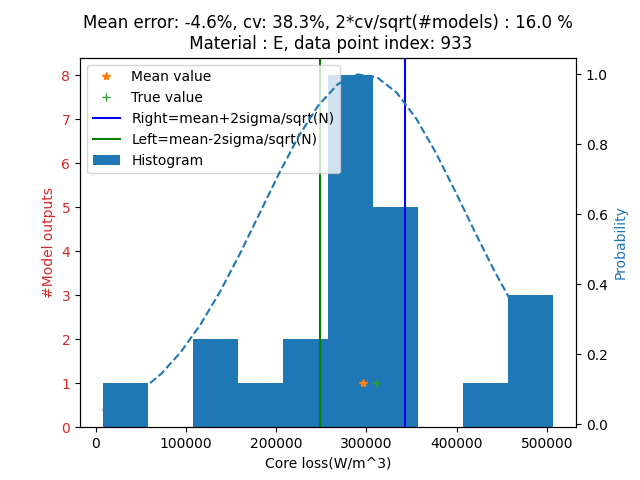 Mean error: -4.6%, cv: 38.3%, 2*cv/sqrt(#models) : 16.0 %
Material : E, data point index: 933
Mean value
True value
Right=mean+2sigma/sqrt(N)
Left=mean-2sigma/sqrt(N)
Histogram
#Model outputs
8
7
6
5
4
3
2
1
0
Probability
1.0
0.8
0.6
0.4
0.2
0.0
0 100000 200000 300000 400000 500000
Core loss(W/m^3)